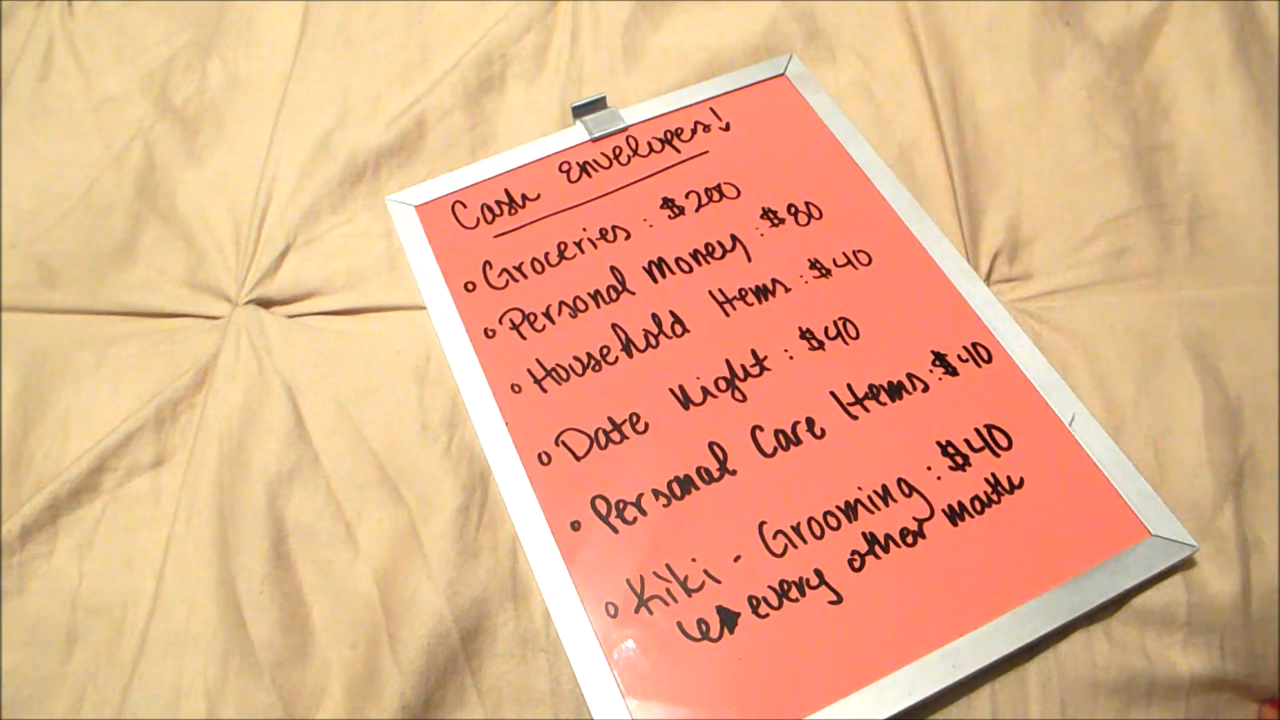 Cash Envelopes!
Groceries: $200
Personal Money: $80
Household Items: $40
Date Night: $40
Personal Care Items: $40
Kiki - Grooming: $40
every other month